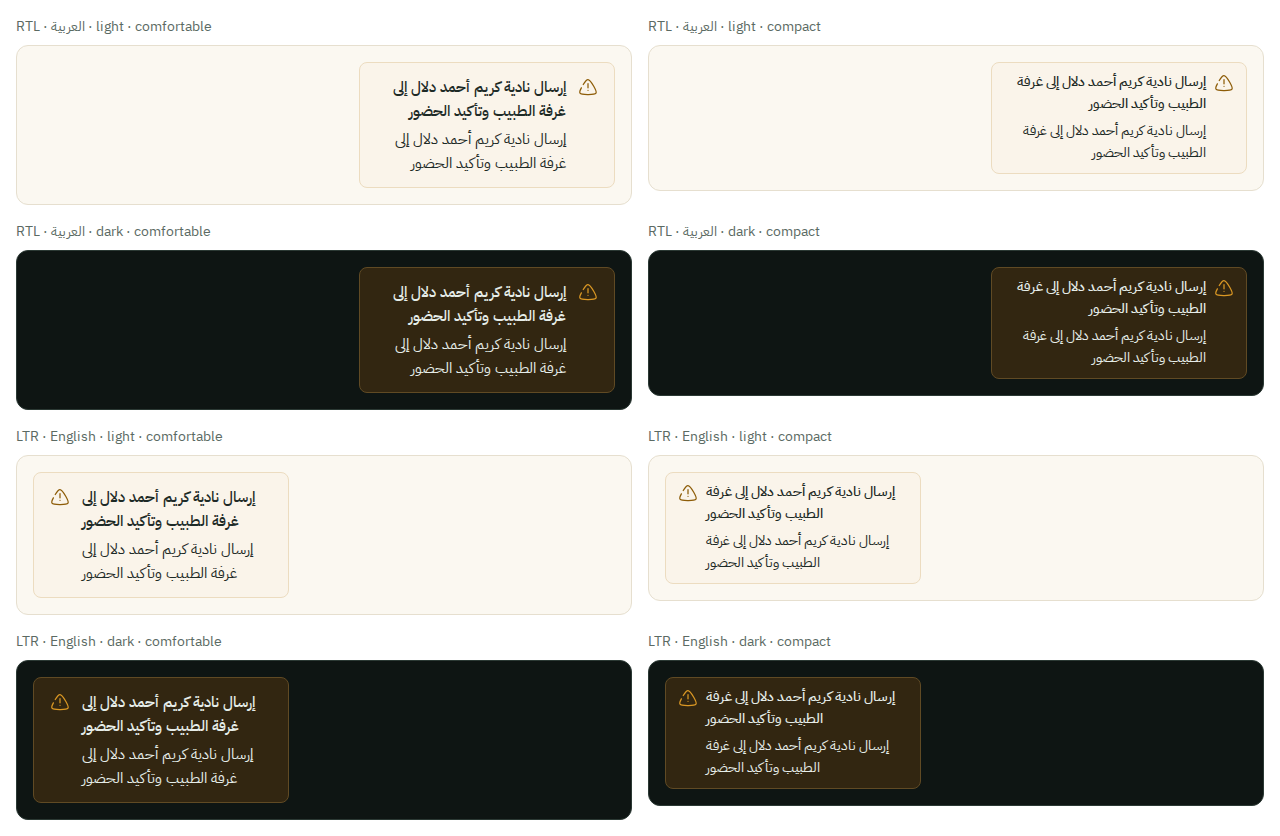 RTL · العربية · light · comfortable
إرسال نادية كريم أحمد دلال إلى
غرفة الطبيب وتأكيد الحضور
إرسال نادية كريم أحمد دلال إلى
غرفة الطبيب وتأكيد الحضور
RTL · العربية · light · compact
إرسال نادية كريم أحمد دلال إلى غرفة
الطبيب وتأكيد الحضور
إرسال نادية كريم أحمد دلال إلى غرفة
الطبيب وتأكيد الحضور
RTL · العربية · dark · comfortable
إرسال نادية كريم أحمد دلال إلى
غرفة الطبيب وتأكيد الحضور
إرسال نادية كريم أحمد دلال إلى
غرفة الطبيب وتأكيد الحضور
RTL · العربية · dark · compact
إرسال نادية كريم أحمد دلال إلى غرفة
الطبيب وتأكيد الحضور
إرسال نادية كريم أحمد دلال إلى غرفة
الطبيب وتأكيد الحضور
LTR · English · light · comfortable
إرسال نادية كريم أحمد دلال إلى
غرفة الطبيب وتأكيد الحضور
إرسال نادية كريم أحمد دلال إلى
غرفة الطبيب وتأكيد الحضور
LTR · English · light · compact
إرسال نادية كريم أحمد دلال إلى غرفة
الطبيب وتأكيد الحضور
إرسال نادية كريم أحمد دلال إلى غرفة
الطبيب وتأكيد الحضور
LTR · English · dark · comfortable
إرسال نادية كريم أحمد دلال إلى
غرفة الطبيب وتأكيد الحضور
إرسال نادية كريم أحمد دلال إلى
غرفة الطبيب وتأكيد الحضور
LTR · English · dark · compact
إرسال نادية كريم أحمد دلال إلى غرفة
الطبيب وتأكيد الحضور
إرسال نادية كريم أحمد دلال إلى غرفة
الطبيب وتأكيد الحضور